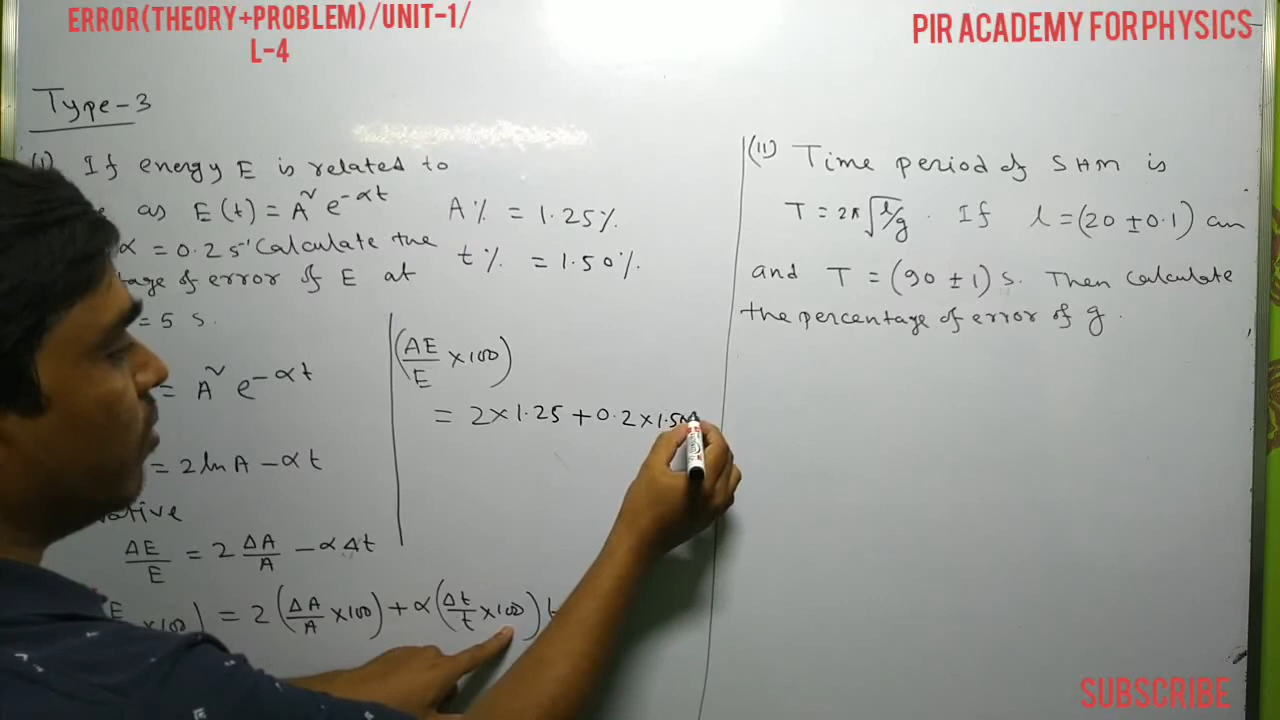 ERROR(THEORY+PROBLEM)/UNIT-1/
L-4
PIR ACADEMY FOR PHYSICS
Type-3
(I) If energy E is related to
as E(t) = A² e^-αt
α = 0.2 s⁻¹ Calculate the
of error of E at
= 5 s.
A% = 1.25%.
t% = 1.50%.
= A² e^-αt
= 2 ln A - αt
ΔE/E = 2 ΔA/A - αΔt
×100) = 2(ΔA/A ×100) + α(Δt/t ×100) t
(ΔE/E ×100)
= 2×1.25 + 0.2×1.5
(II) Time period of SHM is
T = 2π√l/g . If l = (20 ± 0.1) cm
and T = (90 ± 1) s. Then calculate
the percentage of error of g.
SUBSCRIBE